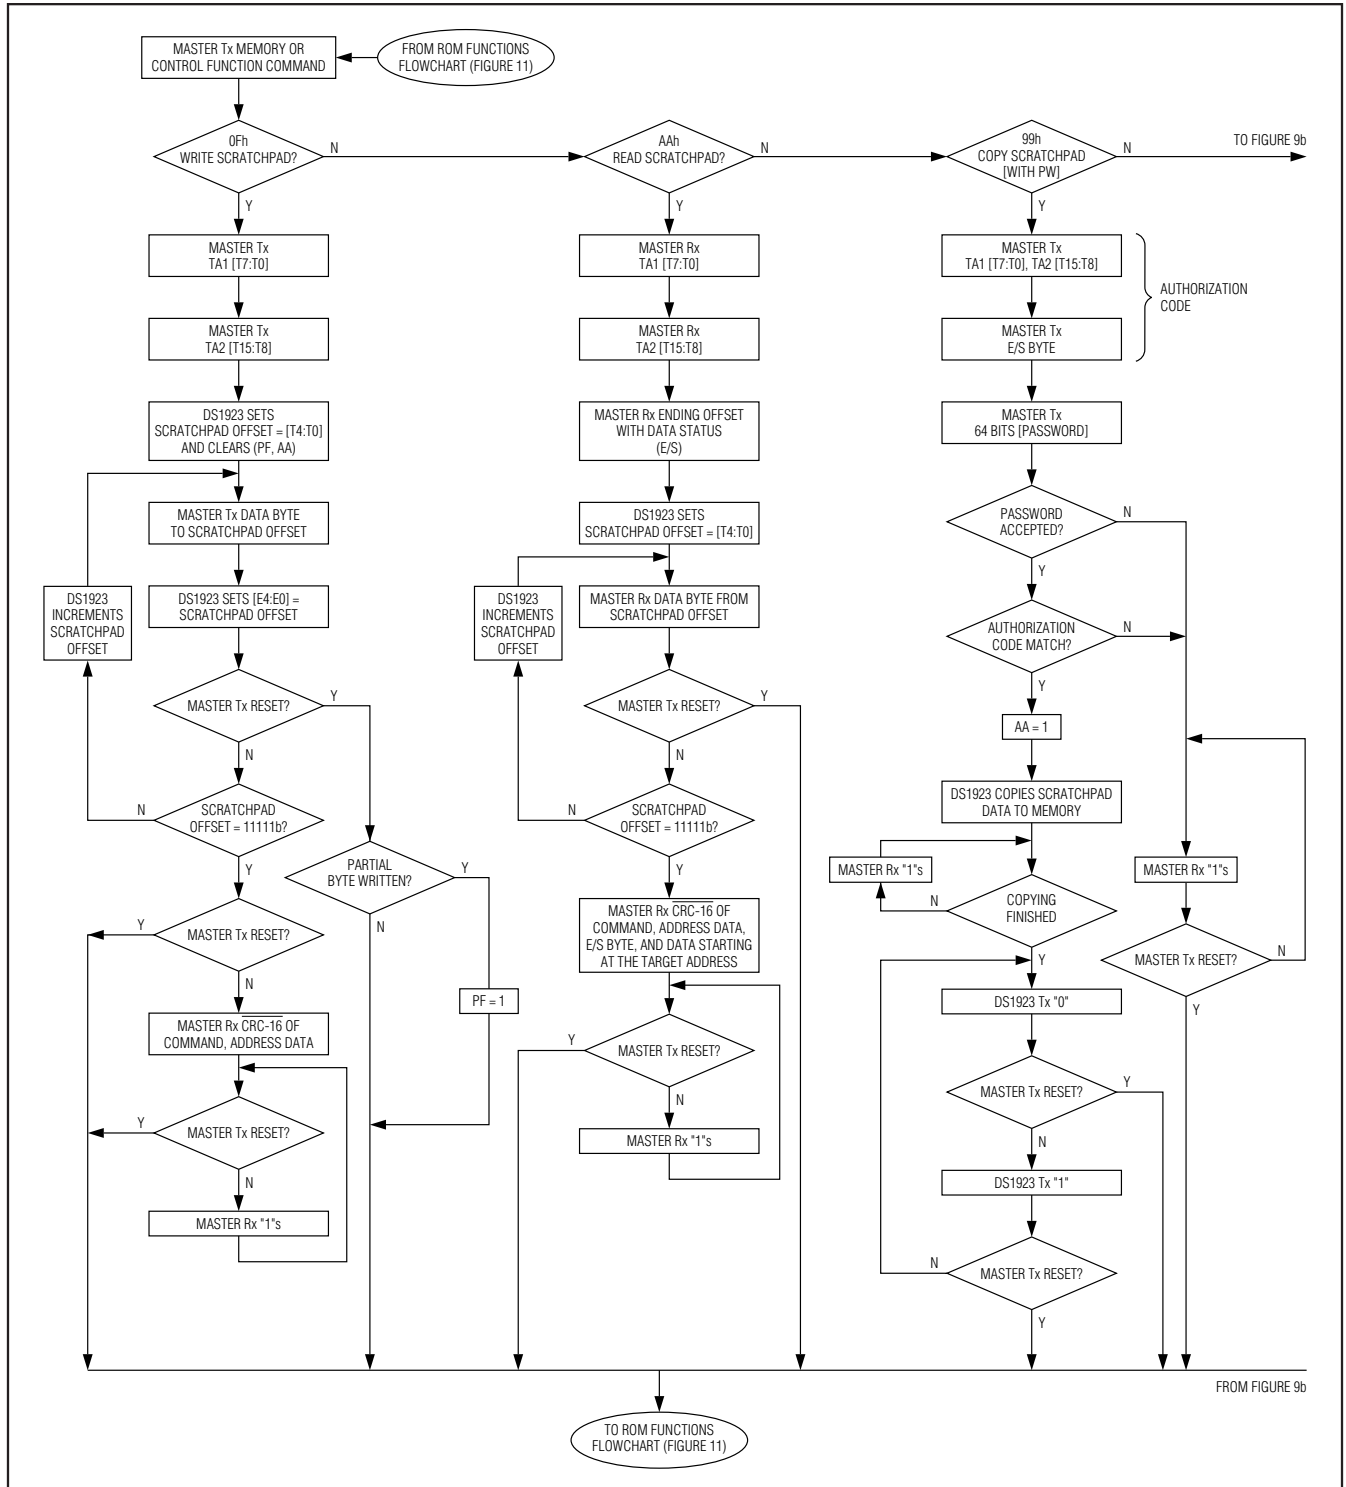 MASTER Tx MEMORY OR
CONTROL FUNCTION COMMAND
FROM ROM FUNCTIONS
FLOWCHART (FIGURE 11)
0Fh
WRITE SCRATCHPAD?
N
Y
MASTER Tx
TA1 [T7:T0]
MASTER Tx
TA2 [T15:T8]
DS1923 SETS
SCRATCHPAD OFFSET = [T4:T0]
AND CLEARS (PF, AA)
MASTER Tx DATA BYTE
TO SCRATCHPAD OFFSET
DS1923
INCREMENTS
SCRATCHPAD
OFFSET
DS1923 SETS [E4:E0] =
SCRATCHPAD OFFSET
MASTER Tx RESET?
Y
N
SCRATCHPAD
OFFSET = 11111b?
N
Y
PARTIAL
BYTE WRITTEN?
Y
N
PF = 1
MASTER Tx RESET?
Y
N
MASTER Rx CRC-16 OF
COMMAND, ADDRESS DATA
MASTER Tx RESET?
Y
N
MASTER Rx "1"s
AAh
READ SCRATCHPAD?
N
Y
MASTER Rx
TA1 [T7:T0]
MASTER Rx
TA2 [T15:T8]
MASTER Rx ENDING OFFSET
WITH DATA STATUS
(E/S)
DS1923 SETS
SCRATCHPAD OFFSET = [T4:T0]
DS1923
INCREMENTS
SCRATCHPAD
OFFSET
MASTER Rx DATA BYTE FROM
SCRATCHPAD OFFSET
MASTER Tx RESET?
Y
N
SCRATCHPAD
OFFSET = 11111b?
N
Y
MASTER Rx CRC-16 OF
COMMAND, ADDRESS DATA,
E/S BYTE, AND DATA STARTING
AT THE TARGET ADDRESS
MASTER Tx RESET?
Y
N
MASTER Rx "1"s
99h
COPY SCRATCHPAD
[WITH PW]
N
TO FIGURE 9b
Y
MASTER Tx
TA1 [T7:T0], TA2 [T15:T8]
MASTER Tx
E/S BYTE
AUTHORIZATION
CODE
MASTER Tx
64 BITS [PASSWORD]
PASSWORD
ACCEPTED?
N
Y
AUTHORIZATION
CODE MATCH?
N
Y
AA = 1
DS1923 COPIES SCRATCHPAD
DATA TO MEMORY
MASTER Rx "1"s
COPYING
FINISHED
N
Y
MASTER Rx "1"s
MASTER Tx RESET?
N
Y
DS1923 Tx "0"
MASTER Tx RESET?
Y
N
DS1923 Tx "1"
MASTER Tx RESET?
N
Y
FROM FIGURE 9b
TO ROM FUNCTIONS
FLOWCHART (FIGURE 11)